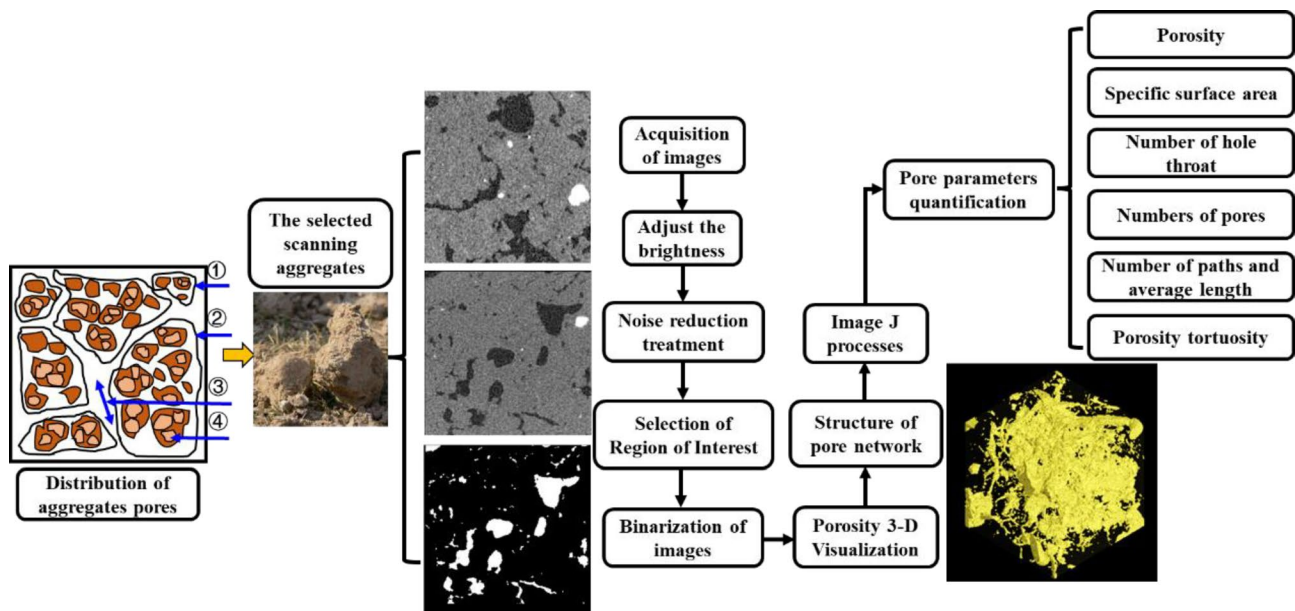 ①
②
③
④
Distribution of
aggregates pores
The selected
scanning
aggregates
Acquisition
of images
Adjust the
brightness
Noise reduction
treatment
Selection of
Region of Interest
Binarization of
images
Porosity 3-D
Visualization
Structure of
pore network
Image J
processes
Pore parameters
quantification
Porosity
Specific surface area
Number of hole
throat
Numbers of pores
Number of paths and
average length
Porosity tortuosity